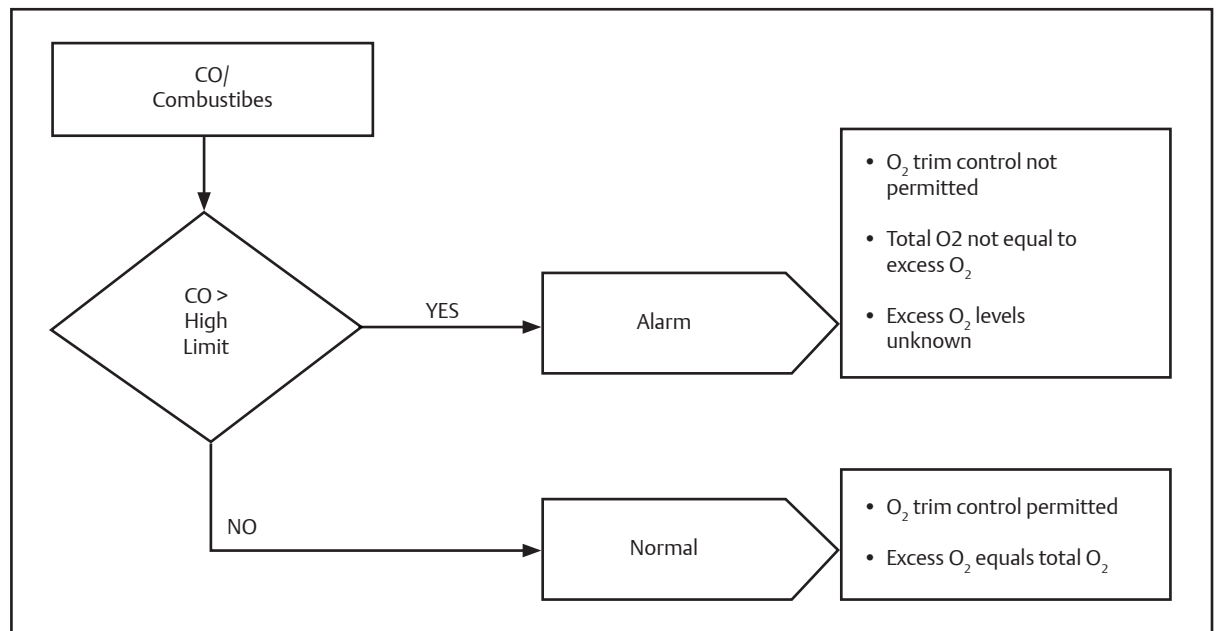 CO/
Combustibes
CO >
High
Limit
YES
Alarm
• O₂ trim control not
permitted
• Total O2 not equal to
excess O₂
• Excess O₂ levels
unknown
NO
Normal
• O₂ trim control permitted
• Excess O₂ equals total O₂